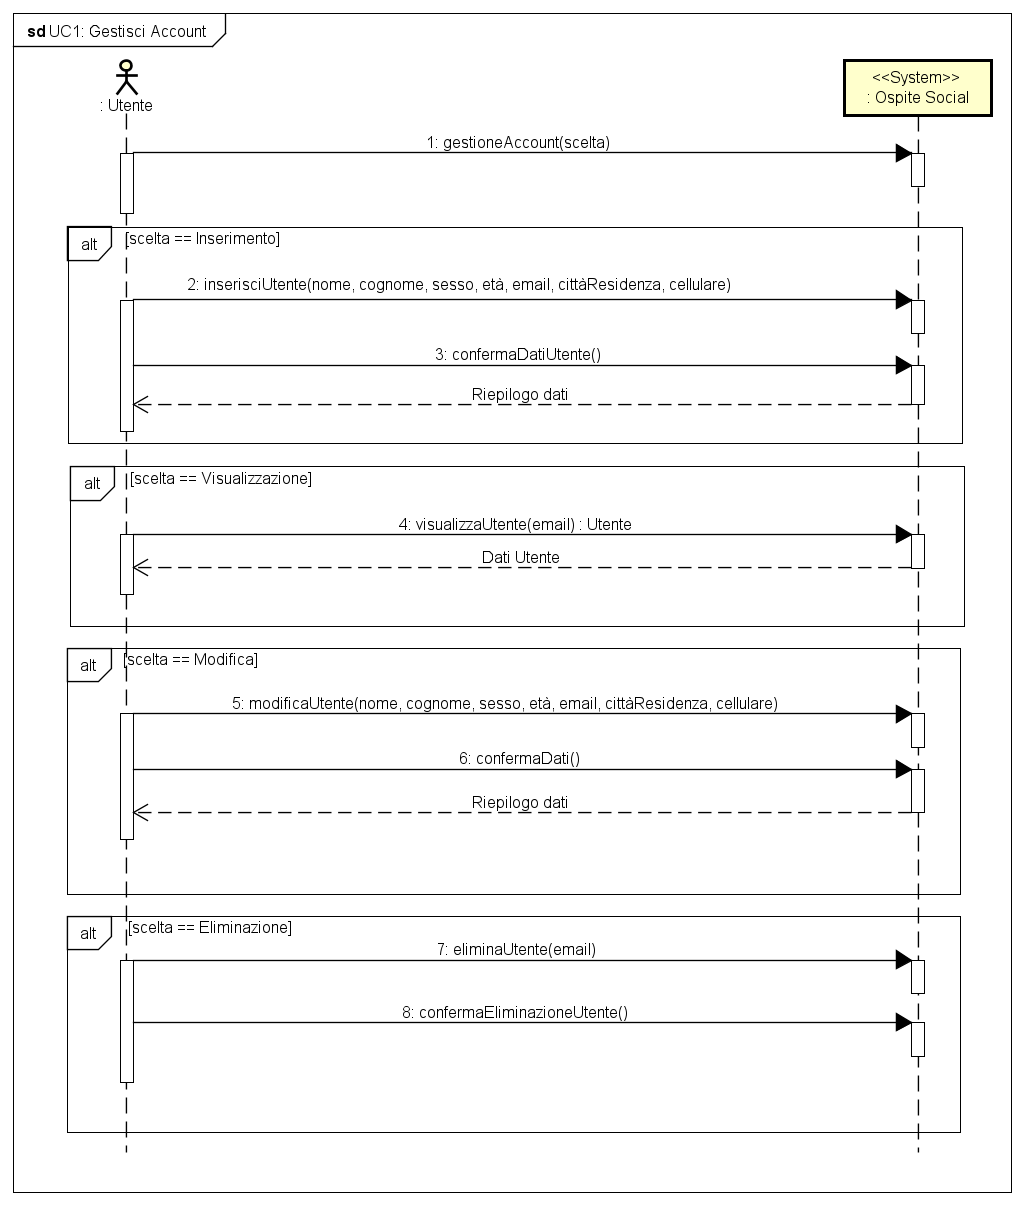 sd UC1: Gestisci Account
: Utente
<<System>>
: Ospite Social
1: gestioneAccount(scelta)
alt
[scelta == Inserimento]
2: inserisciUtente(nome, cognome, sesso, età, email, cittàResidenza, cellulare)
3: confermaDatiUtente()
Riepilogo dati
alt
[scelta == Visualizzazione]
4: visualizzaUtente(email) : Utente
Dati Utente
alt
[scelta == Modifica]
5: modificaUtente(nome, cognome, sesso, età, email, cittàResidenza, cellulare)
6: confermaDati()
Riepilogo dati
alt
[scelta == Eliminazione]
7: eliminaUtente(email)
8: confermaEliminazioneUtente()